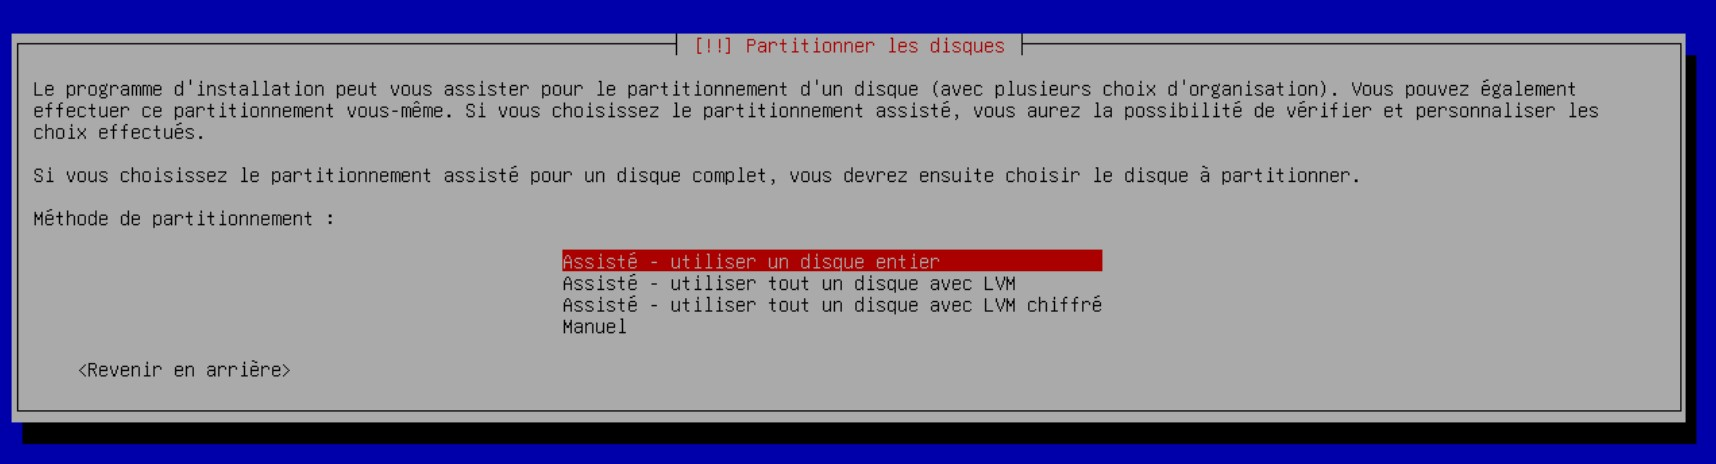 [!!] Partitionner les disques
Le programme d'installation peut vous assister pour le partitionnement d'un disque (avec plusieurs choix d'organisation). Vous pouvez également
effectuer ce partitionnement vous-même. Si vous choisissez le partitionnement assisté, vous aurez la possibilité de vérifier et personnaliser les
choix effectués.
Si vous choisissez le partitionnement assisté pour un disque complet, vous devrez ensuite choisir le disque à partitionner.
Méthode de partitionnement :
Assisté - utiliser un disque entier
Assisté - utiliser tout un disque avec LVM
Assisté - utiliser tout un disque avec LVM chiffré
Manuel
<Revenir en arrière>